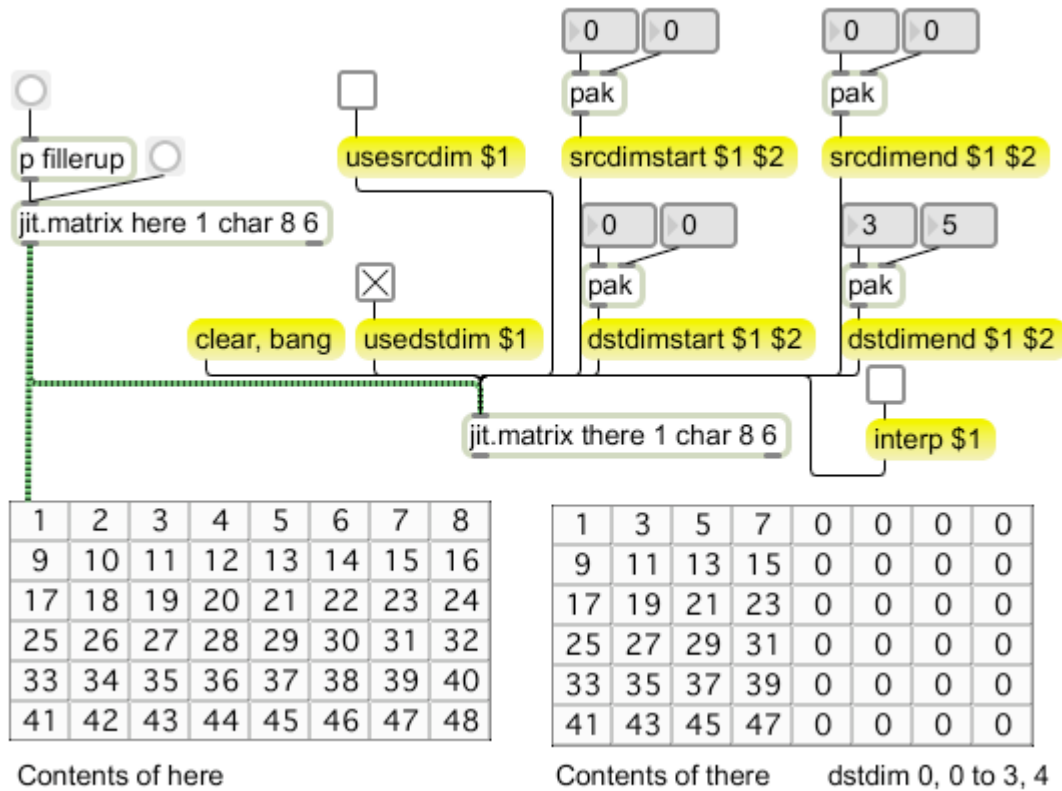 0 0
0 0
pak
pak
p fillerup
usesrcdim $1
srcdimstart $1 $2
srcdimend $1 $2
jit.matrix here 1 char 8 6
0 0
3 5
pak
pak
clear, bang
usedstdim $1
dstdimstart $1 $2
dstdimend $1 $2
jit.matrix there 1 char 8 6
interp $1
1 2 3 4 5 6 7 8
9 10 11 12 13 14 15 16
17 18 19 20 21 22 23 24
25 26 27 28 29 30 31 32
33 34 35 36 37 38 39 40
41 42 43 44 45 46 47 48
Contents of here
1 3 5 7 0 0 0 0
9 11 13 15 0 0 0 0
17 19 21 23 0 0 0 0
25 27 29 31 0 0 0 0
33 35 37 39 0 0 0 0
41 43 45 47 0 0 0 0
Contents of there
dstdim 0, 0 to 3, 4